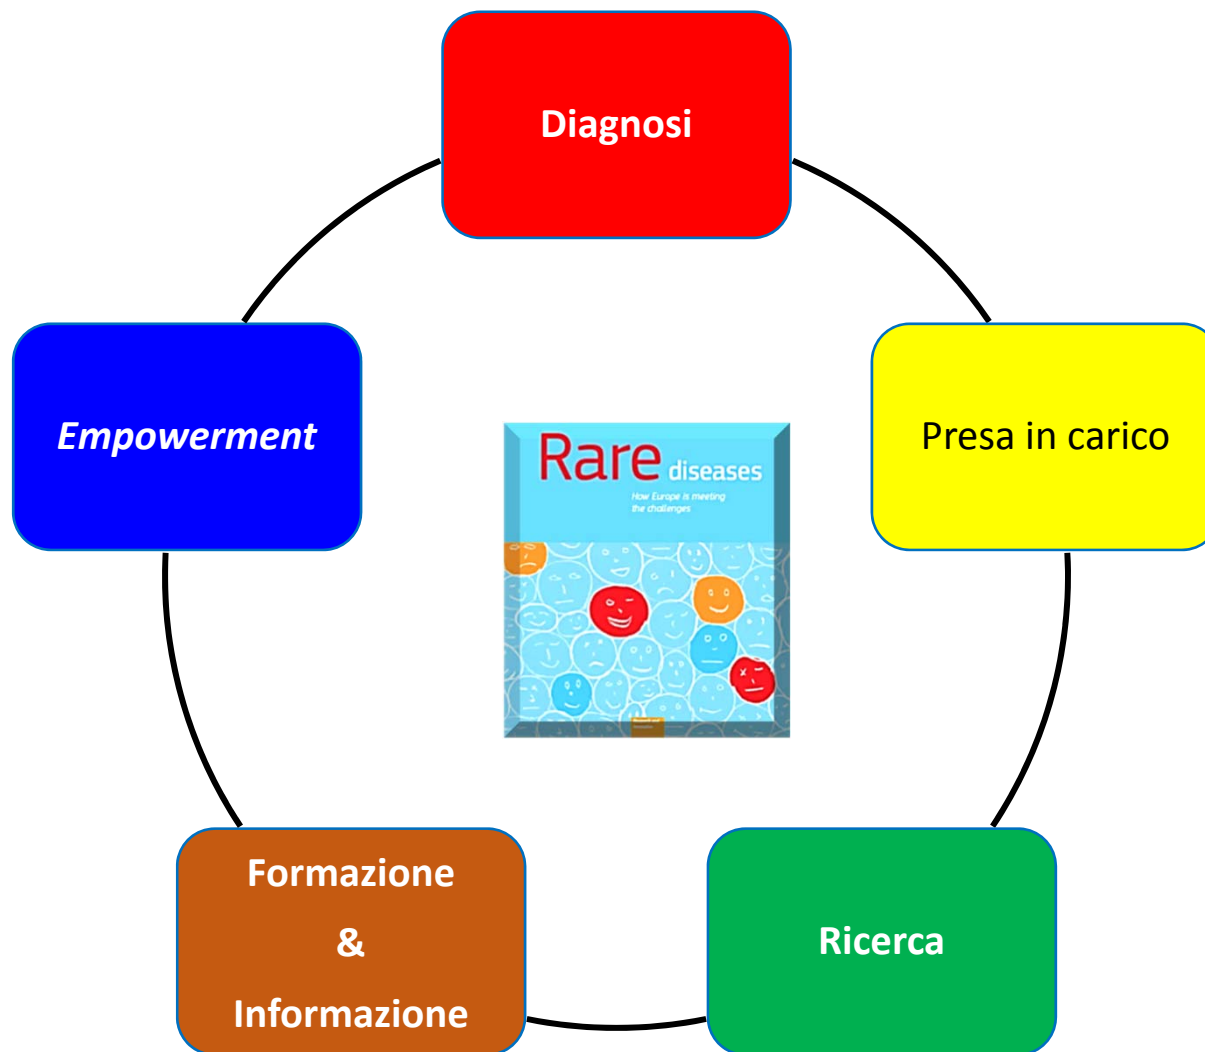 Diagnosi
Empowerment
Presa in carico
Rare diseases
How Europe is meeting
the challenges
Formazione
&
Informazione
Ricerca